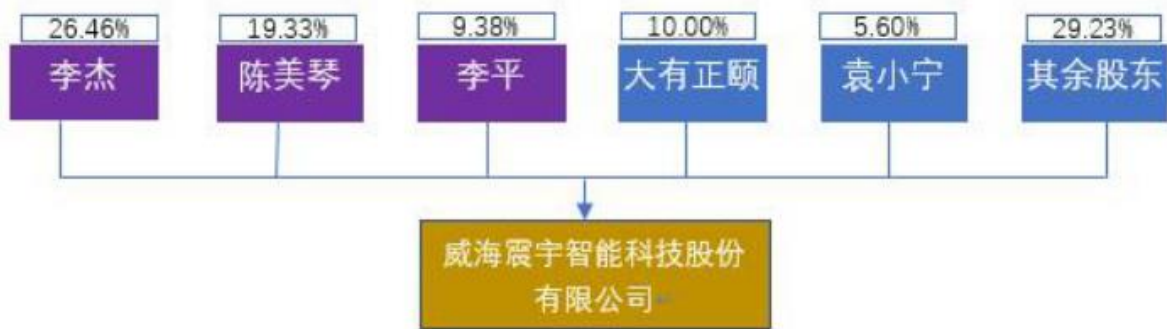 26.46% 19.33% 9.38% 10.00% 5.60% 29.23%
李杰 陈美琴 李平 大有正颐 袁小宁 其余股东
威海震宇智能科技股份
有限公司